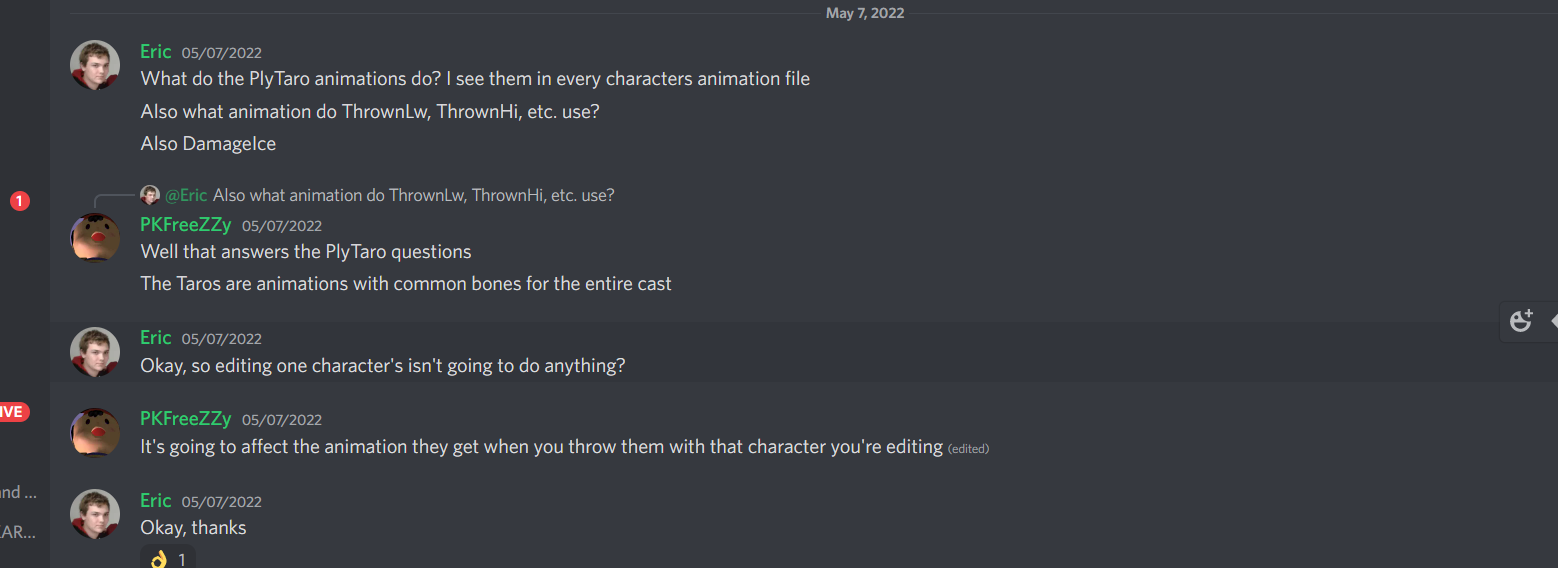 May 7, 2022
Eric 05/07/2022
What do the PlyTaro animations do? I see them in every characters animation file
Also what animation do ThrownLw, ThrownHi, etc. use?
Also DamageIce
1
@Eric Also what animation do ThrownLw, ThrownHi, etc. use?
PKFreeZZy 05/07/2022
Well that answers the PlyTaro questions
The Taros are animations with common bones for the entire cast
Eric 05/07/2022
Okay, so editing one character's isn't going to do anything?
IVE
PKFreeZZy 05/07/2022
It's going to affect the animation they get when you throw them with that character you're editing (edited)
and ...
Eric 05/07/2022
Okay, thanks
AR...
1